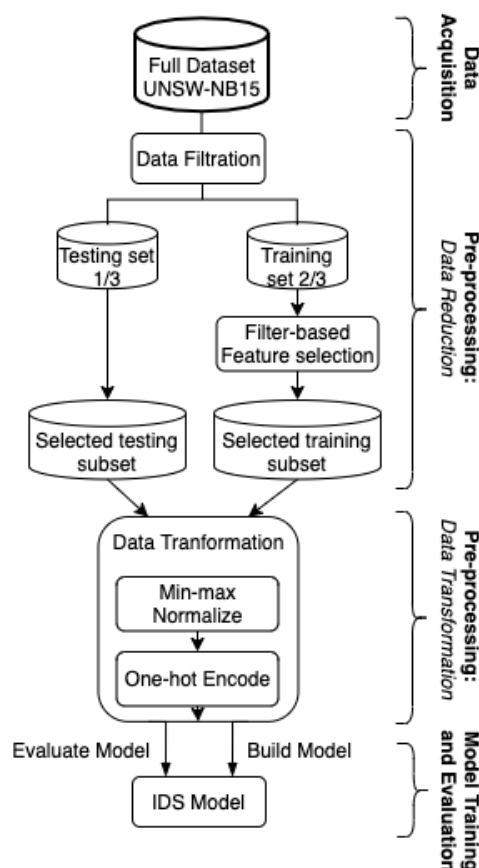 Full Dataset
UNSW-NB15
Data
Acquisition
Data Filtration
Testing set
1/3
Training
set 2/3
Filter-based
Feature selection
Selected testing
subset
Selected training
subset
Pre-processing:
Data Reduction
Data Tranformation
Min-max
Normalize
One-hot Encode
Pre-processing:
Data Transformation
Evaluate Model
Build Model
IDS Model
Model Training
and Evaluation